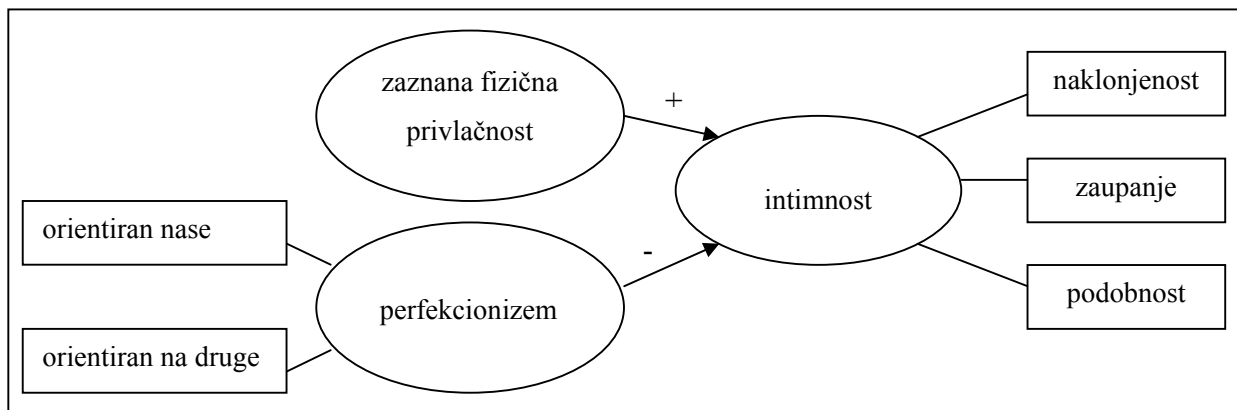 zaznana fizična
privlačnost
+
naklonjenost
intimnost
zaupanje
podobnost
orientiran nase
-
perfekcionizem
orientiran na druge